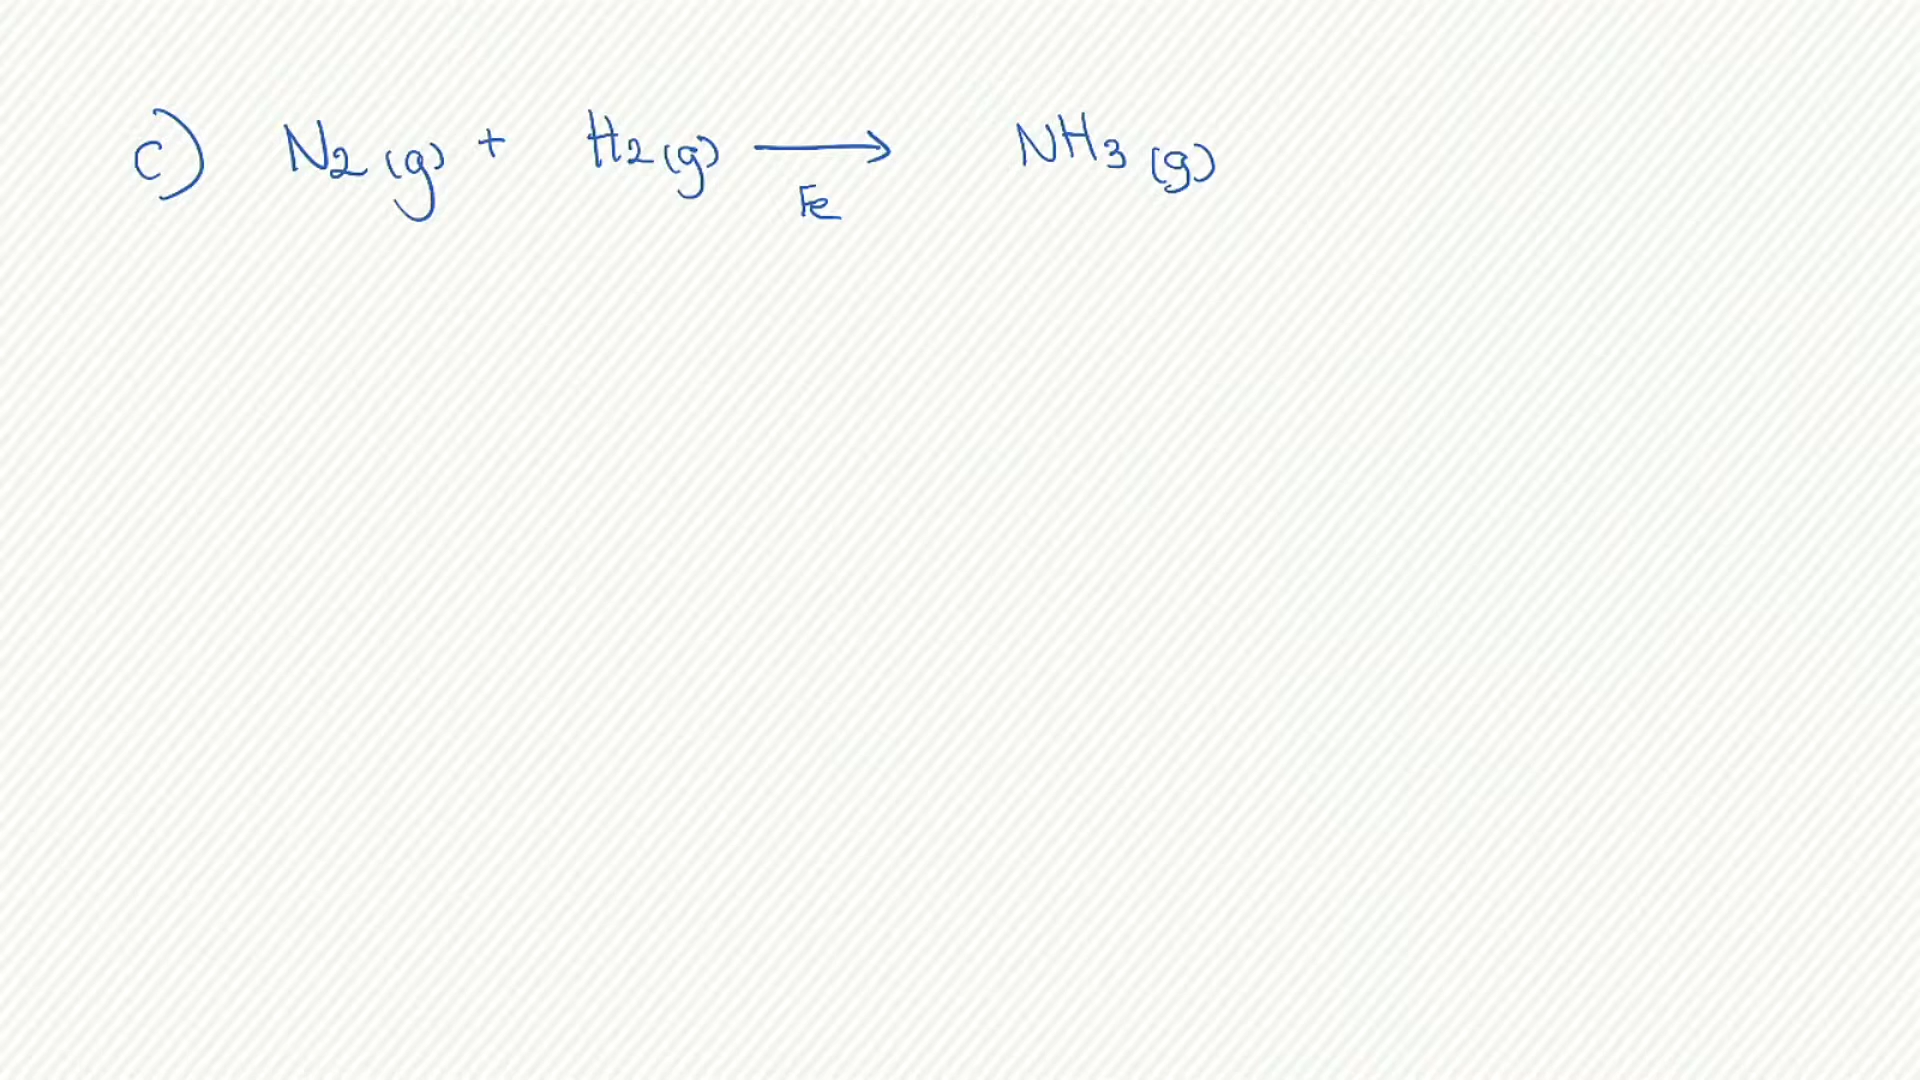 c) N2 (g) + H2 (g) ⟶ NH3 (g)
Fe